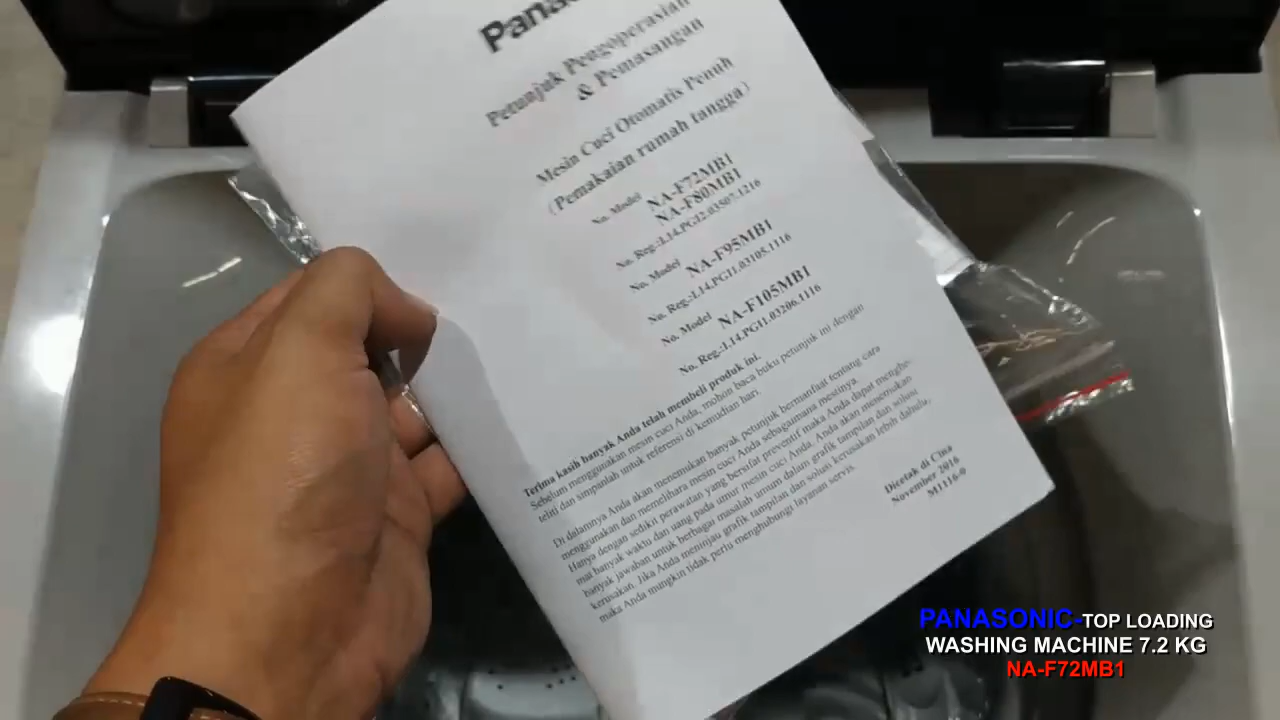 Panas
Petunjuk Pengoperasian
& Pemasangan
Mesin Cuci Otomatis Penuh
(Pemakaian rumah tangga)
No. Model NA-F72MB1
NA-F80MB1
No. Reg.:I.14.PGI2.03507.1216
No. Model NA-F95MB1
No. Reg.:I.14.PGI1.03105.1116
No. Model NA-F105MB1
No. Reg.:I.14.PGI1.03206.1116
Terima kasih banyak Anda telah membeli produk ini.
Sebelum menggunakan mesin cuci Anda, mohon baca buku petunjuk ini dengan
teliti dan simpanlah untuk referensi di kemudian hari.
Di dalamnya Anda akan menemukan banyak petunjuk bermanfaat tentang cara
menggunakan dan memelihara mesin cuci Anda sebagaimana mestinya.
Hanya dengan sedikit perawatan yang bersifat preventif maka Anda dapat menghe-
mat banyak waktu dan uang pada umur mesin cuci Anda. Anda akan menemukan
banyak jawaban untuk berbagai masalah umum dalam grafik tampilan dan solusi
kerusakan. Jika Anda meninjau grafik tampilan dan solusi kerusakan lebih dahulu,
maka Anda mungkin tidak perlu menghubungi layanan servis.
Dicetak di Cina
November 2016
M1116-0
PANASONIC-TOP LOADING
WASHING MACHINE 7.2 KG
NA-F72MB1